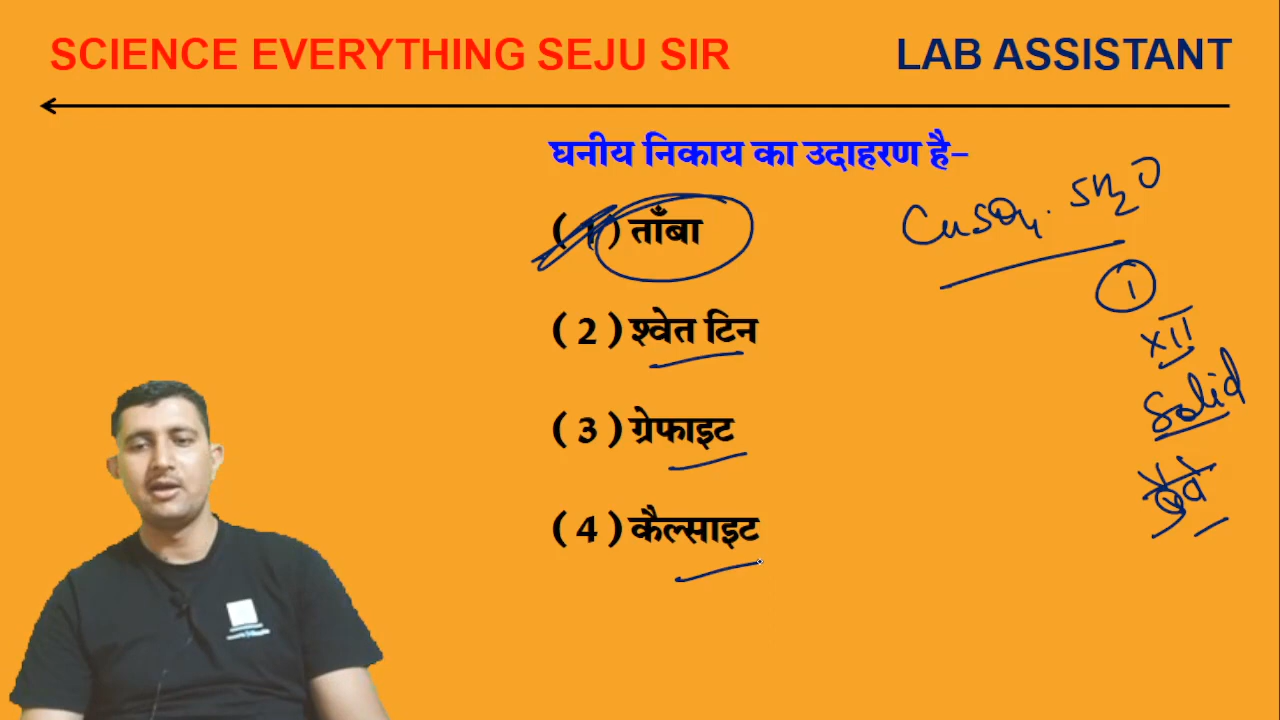 SCIENCE EVERYTHING SEJU SIR LAB ASSISTANT
घनीय निकाय का उदाहरण है-
(1) ताँबा
CuSO4. 5H2O
1
(2) श्वेत टिन
XII
Solid
(3) ग्रेफाइट
(4) कैल्साइट